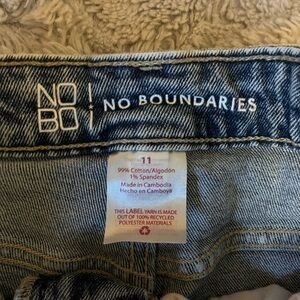 NO!
BO¡
NO BOUNDARIES
11
99% Cotton/Algodón
1% Spandex
Made in Cambodia
Hecho en Camboya
THIS LABEL YARN IS MADE
OUT OF 100% RECYCLED
POLYESTER MATERIALS